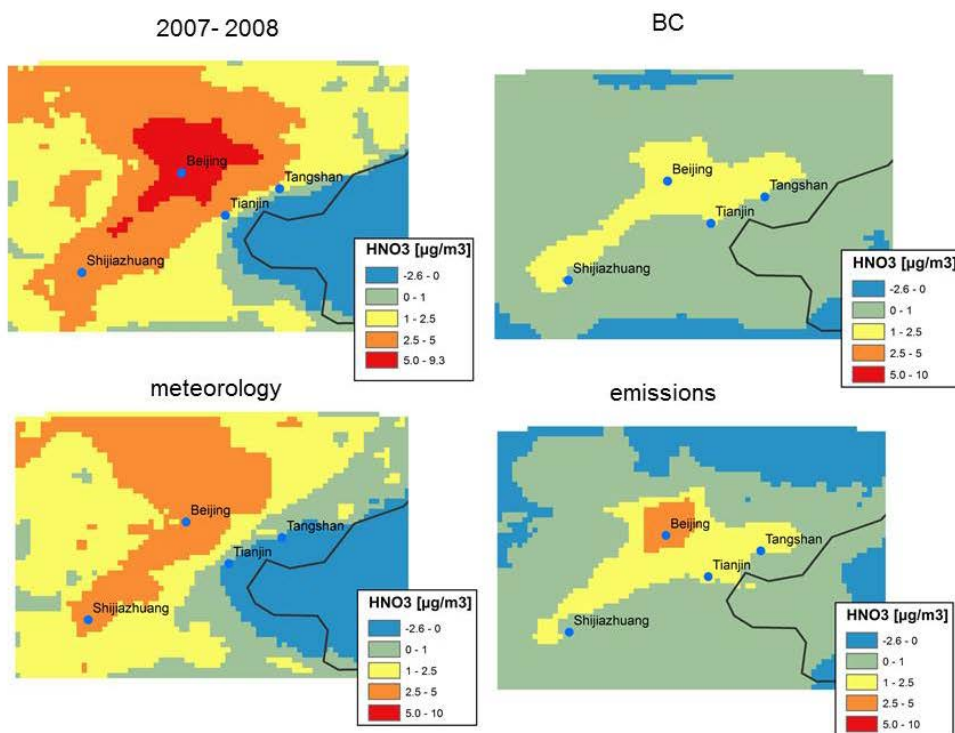 2007- 2008
Beijing
Tangshan
Tianjin
Shijiazhuang
HNO3 [µg/m3]
-2.6 - 0
0 - 1
1 - 2.5
2.5 - 5
5.0 - 9.3
BC
Beijing
Tangshan
Tianjin
Shijiazhuang
HNO3 [µg/m3]
-2.6 - 0
0 - 1
1 - 2.5
2.5 - 5
5.0 - 10
meteorology
Beijing
Tangshan
Tianjin
Shijiazhuang
HNO3 [µg/m3]
-2.6 - 0
0 - 1
1 - 2.5
2.5 - 5
5.0 - 10
emissions
Beijing
Tangshan
Tianjin
Shijiazhuang
HNO3 [µg/m3]
-2.6 - 0
0 - 1
1 - 2.5
2.5 - 5
5.0 - 10